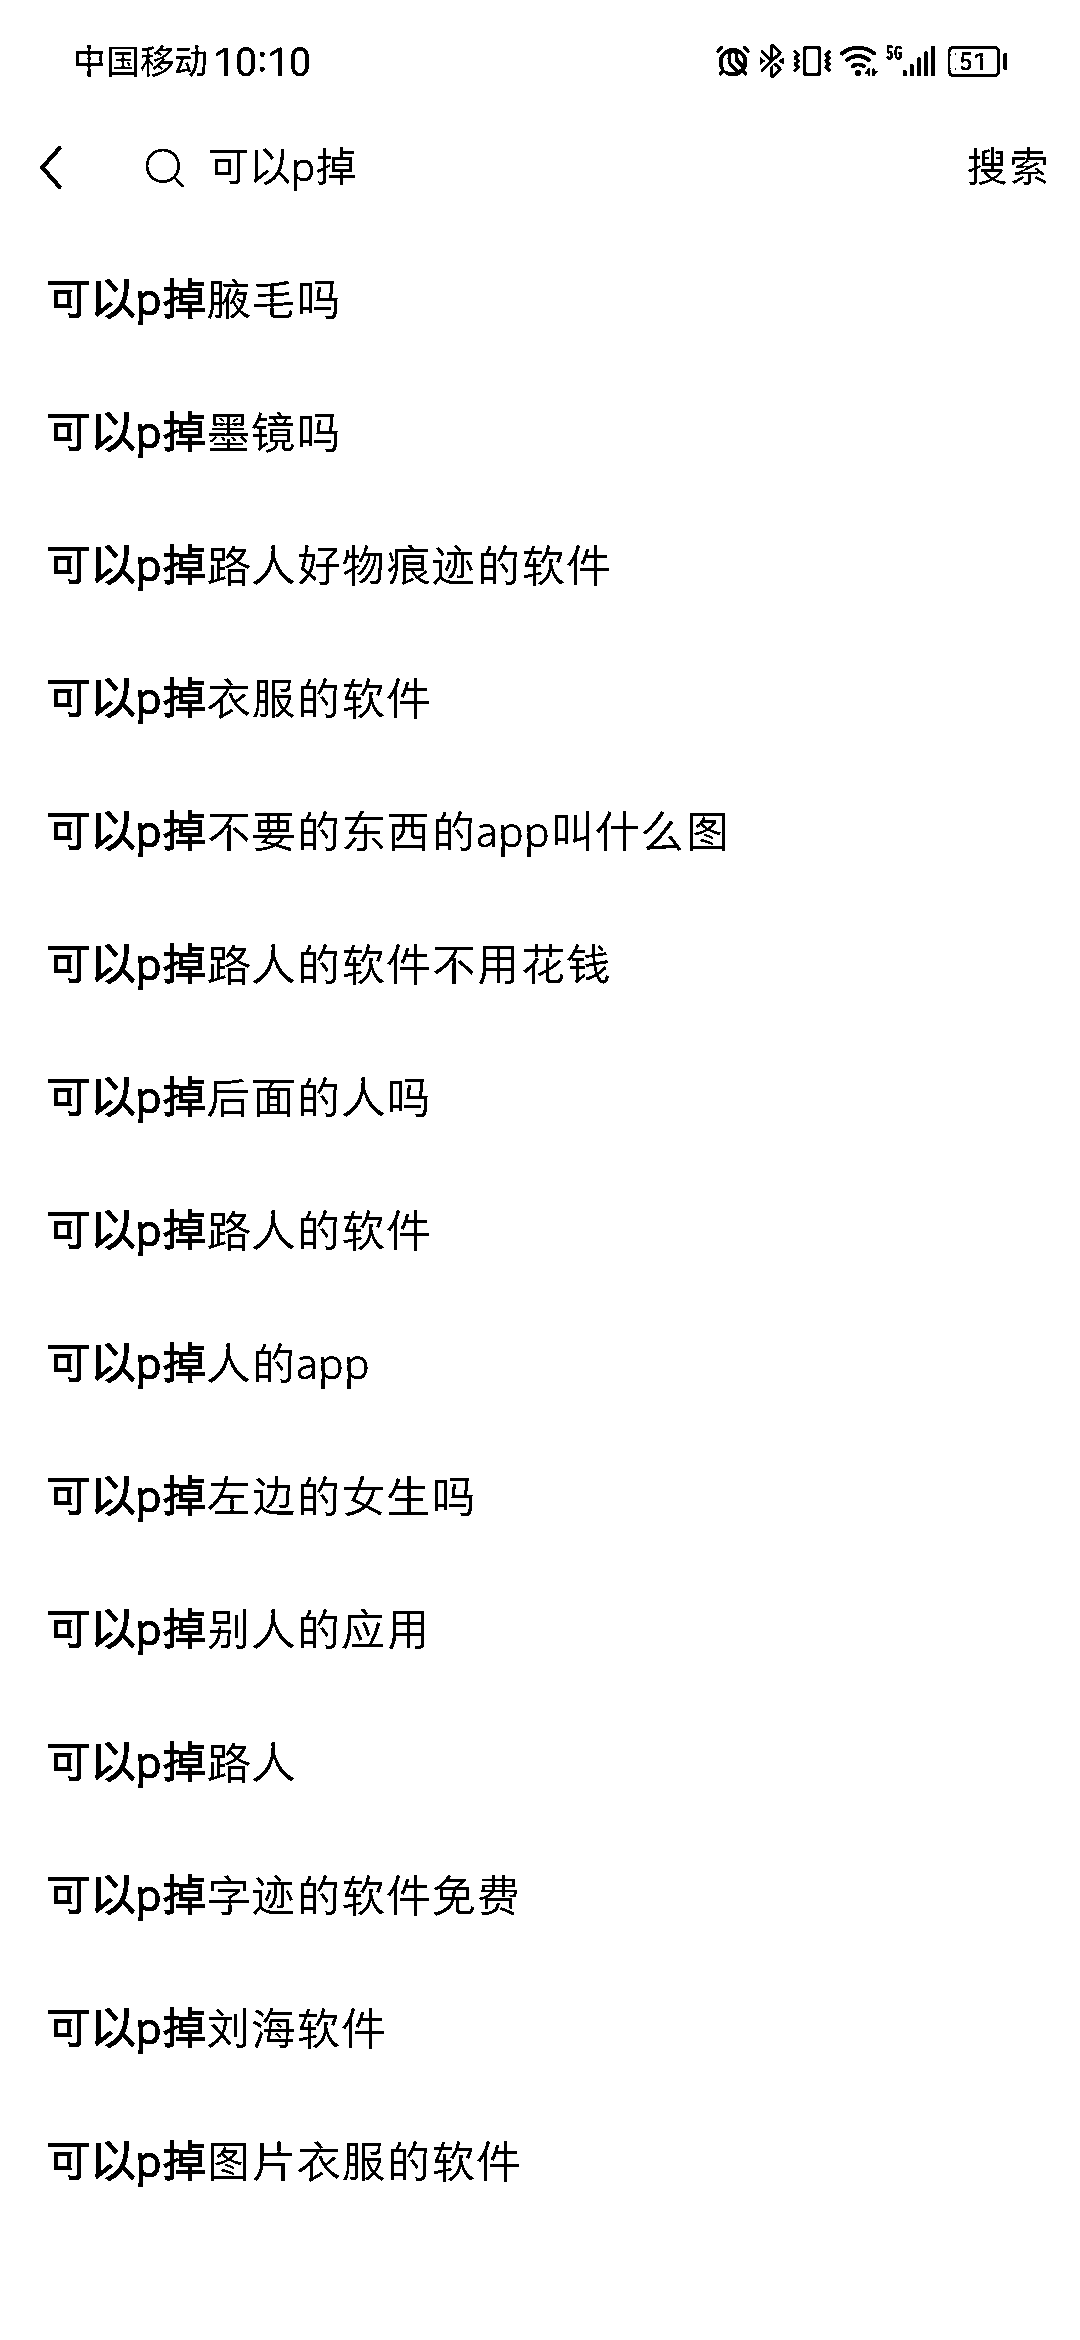 中国移动 10:10 5G 51
可以p掉 搜索
可以p掉腋毛吗
可以p掉墨镜吗
可以p掉路人好物痕迹的软件
可以p掉衣服的软件
可以p掉不要的东西的app叫什么图
可以p掉路人的软件不用花钱
可以p掉后面的人吗
可以p掉路人的软件
可以p掉人的app
可以p掉左边的女生吗
可以p掉别人的应用
可以p掉路人
可以p掉字迹的软件免费
可以p掉刘海软件
可以p掉图片衣服的软件